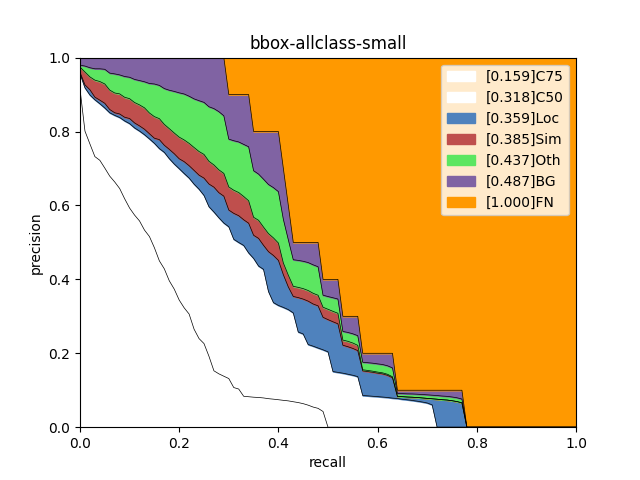 bbox-allclass-small
1.0
0.8
0.6
0.4
0.2
0.0
precision
[0.159]C75
[0.318]C50
[0.359]Loc
[0.385]Sim
[0.437]Oth
[0.487]BG
[1.000]FN
0.0 0.2 0.4 0.6 0.8 1.0
recall